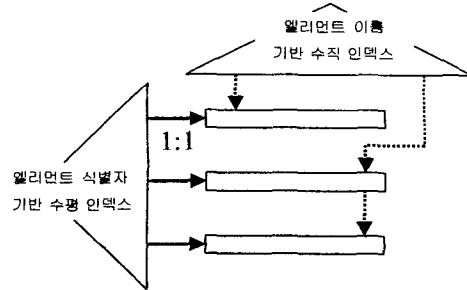 엘리먼트 이름
기반 수직 인덱스
1:1
엘리먼트 식별자
기반 수평 인덱스